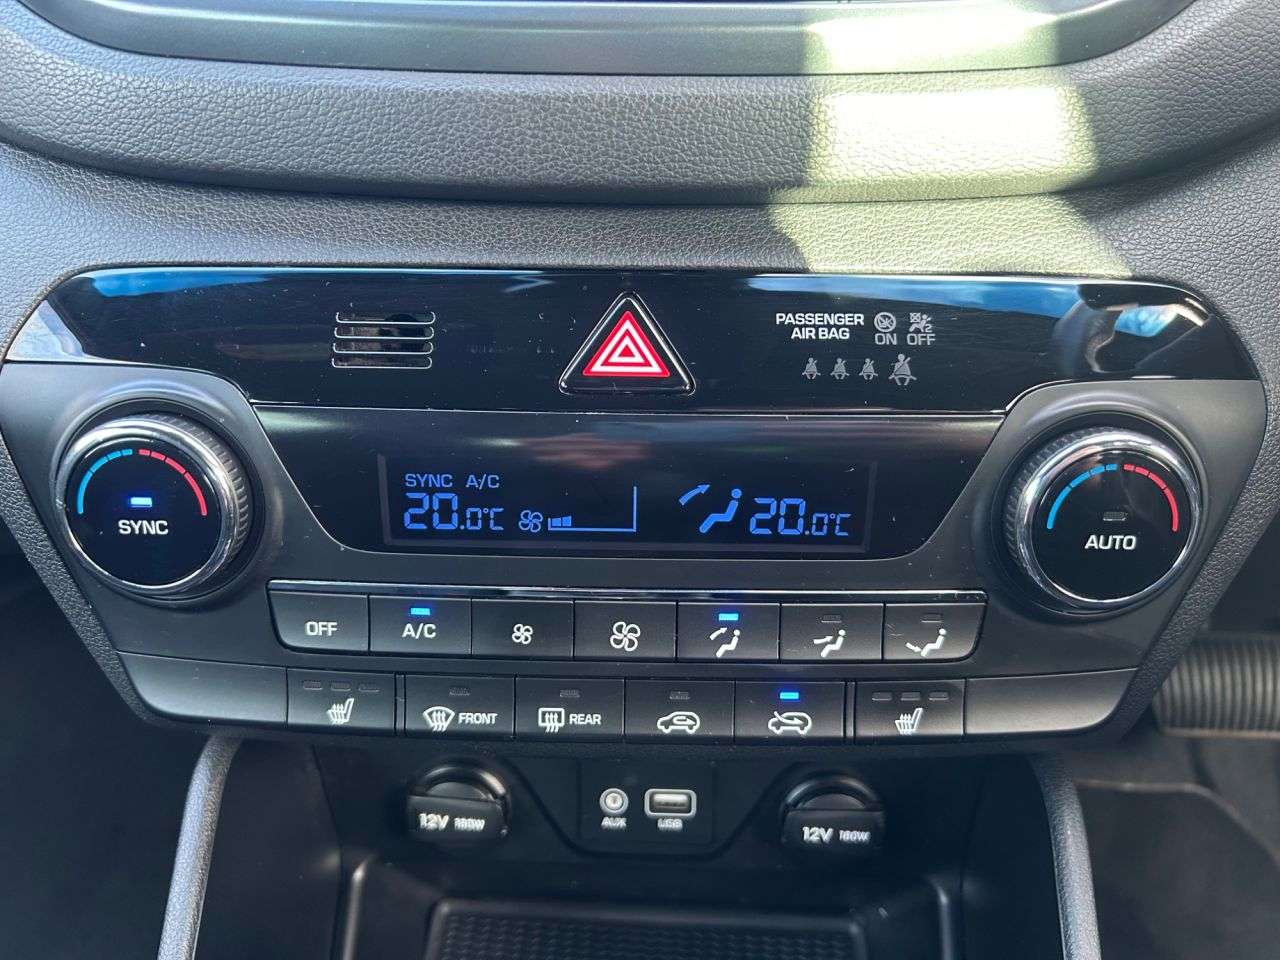 PASSENGER
AIR BAG
ON OFF
SYNC A/C
20.0°C
20.0°C
SYNC
AUTO
OFF
A/C
FRONT
REAR
12V 180W
AUX
USB
12V 180W